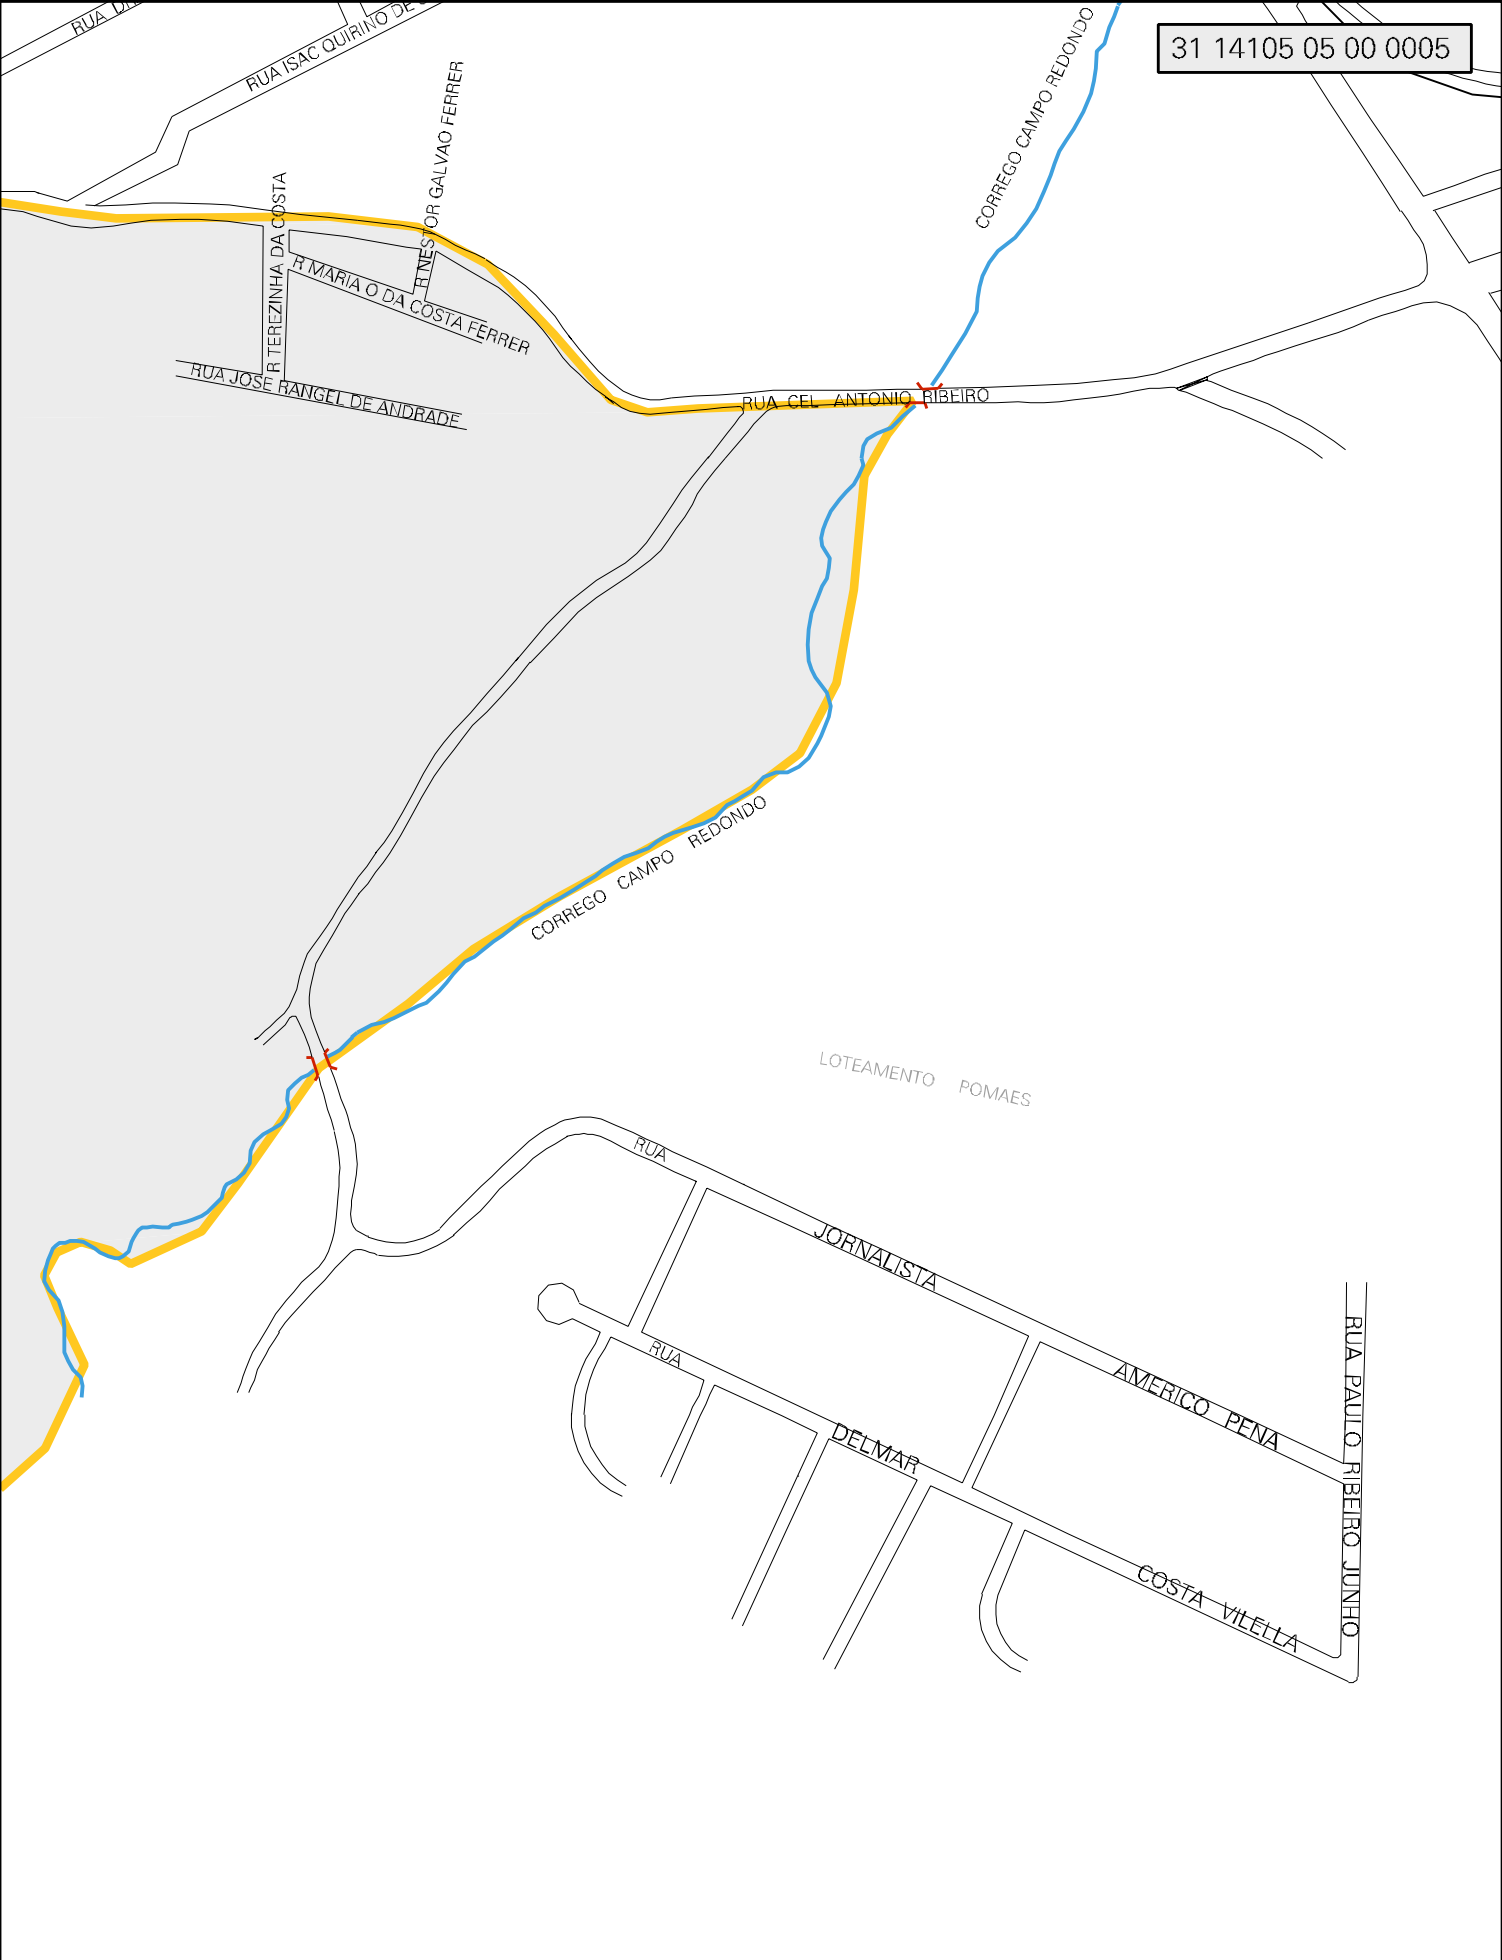 31 14105 05 00 0005
RUA
RUA ISAC QUIRINO DE
CORREGO CAMPO REDONDO
R NESTOR GALVAO FERRER
R TEREZINHA DA COSTA
R MARIA O DA COSTA FERRER
RUA JOSE RANGEL DE ANDRADE
RUA CEL ANTONIO RIBEIRO
CORREGO CAMPO REDONDO
LOTEAMENTO POMAES
RUA JORNALISTA AMERICO PENA
RUA DELMAR COSTA VILELLA
RUA PAULO RIBEIRO JUNHO